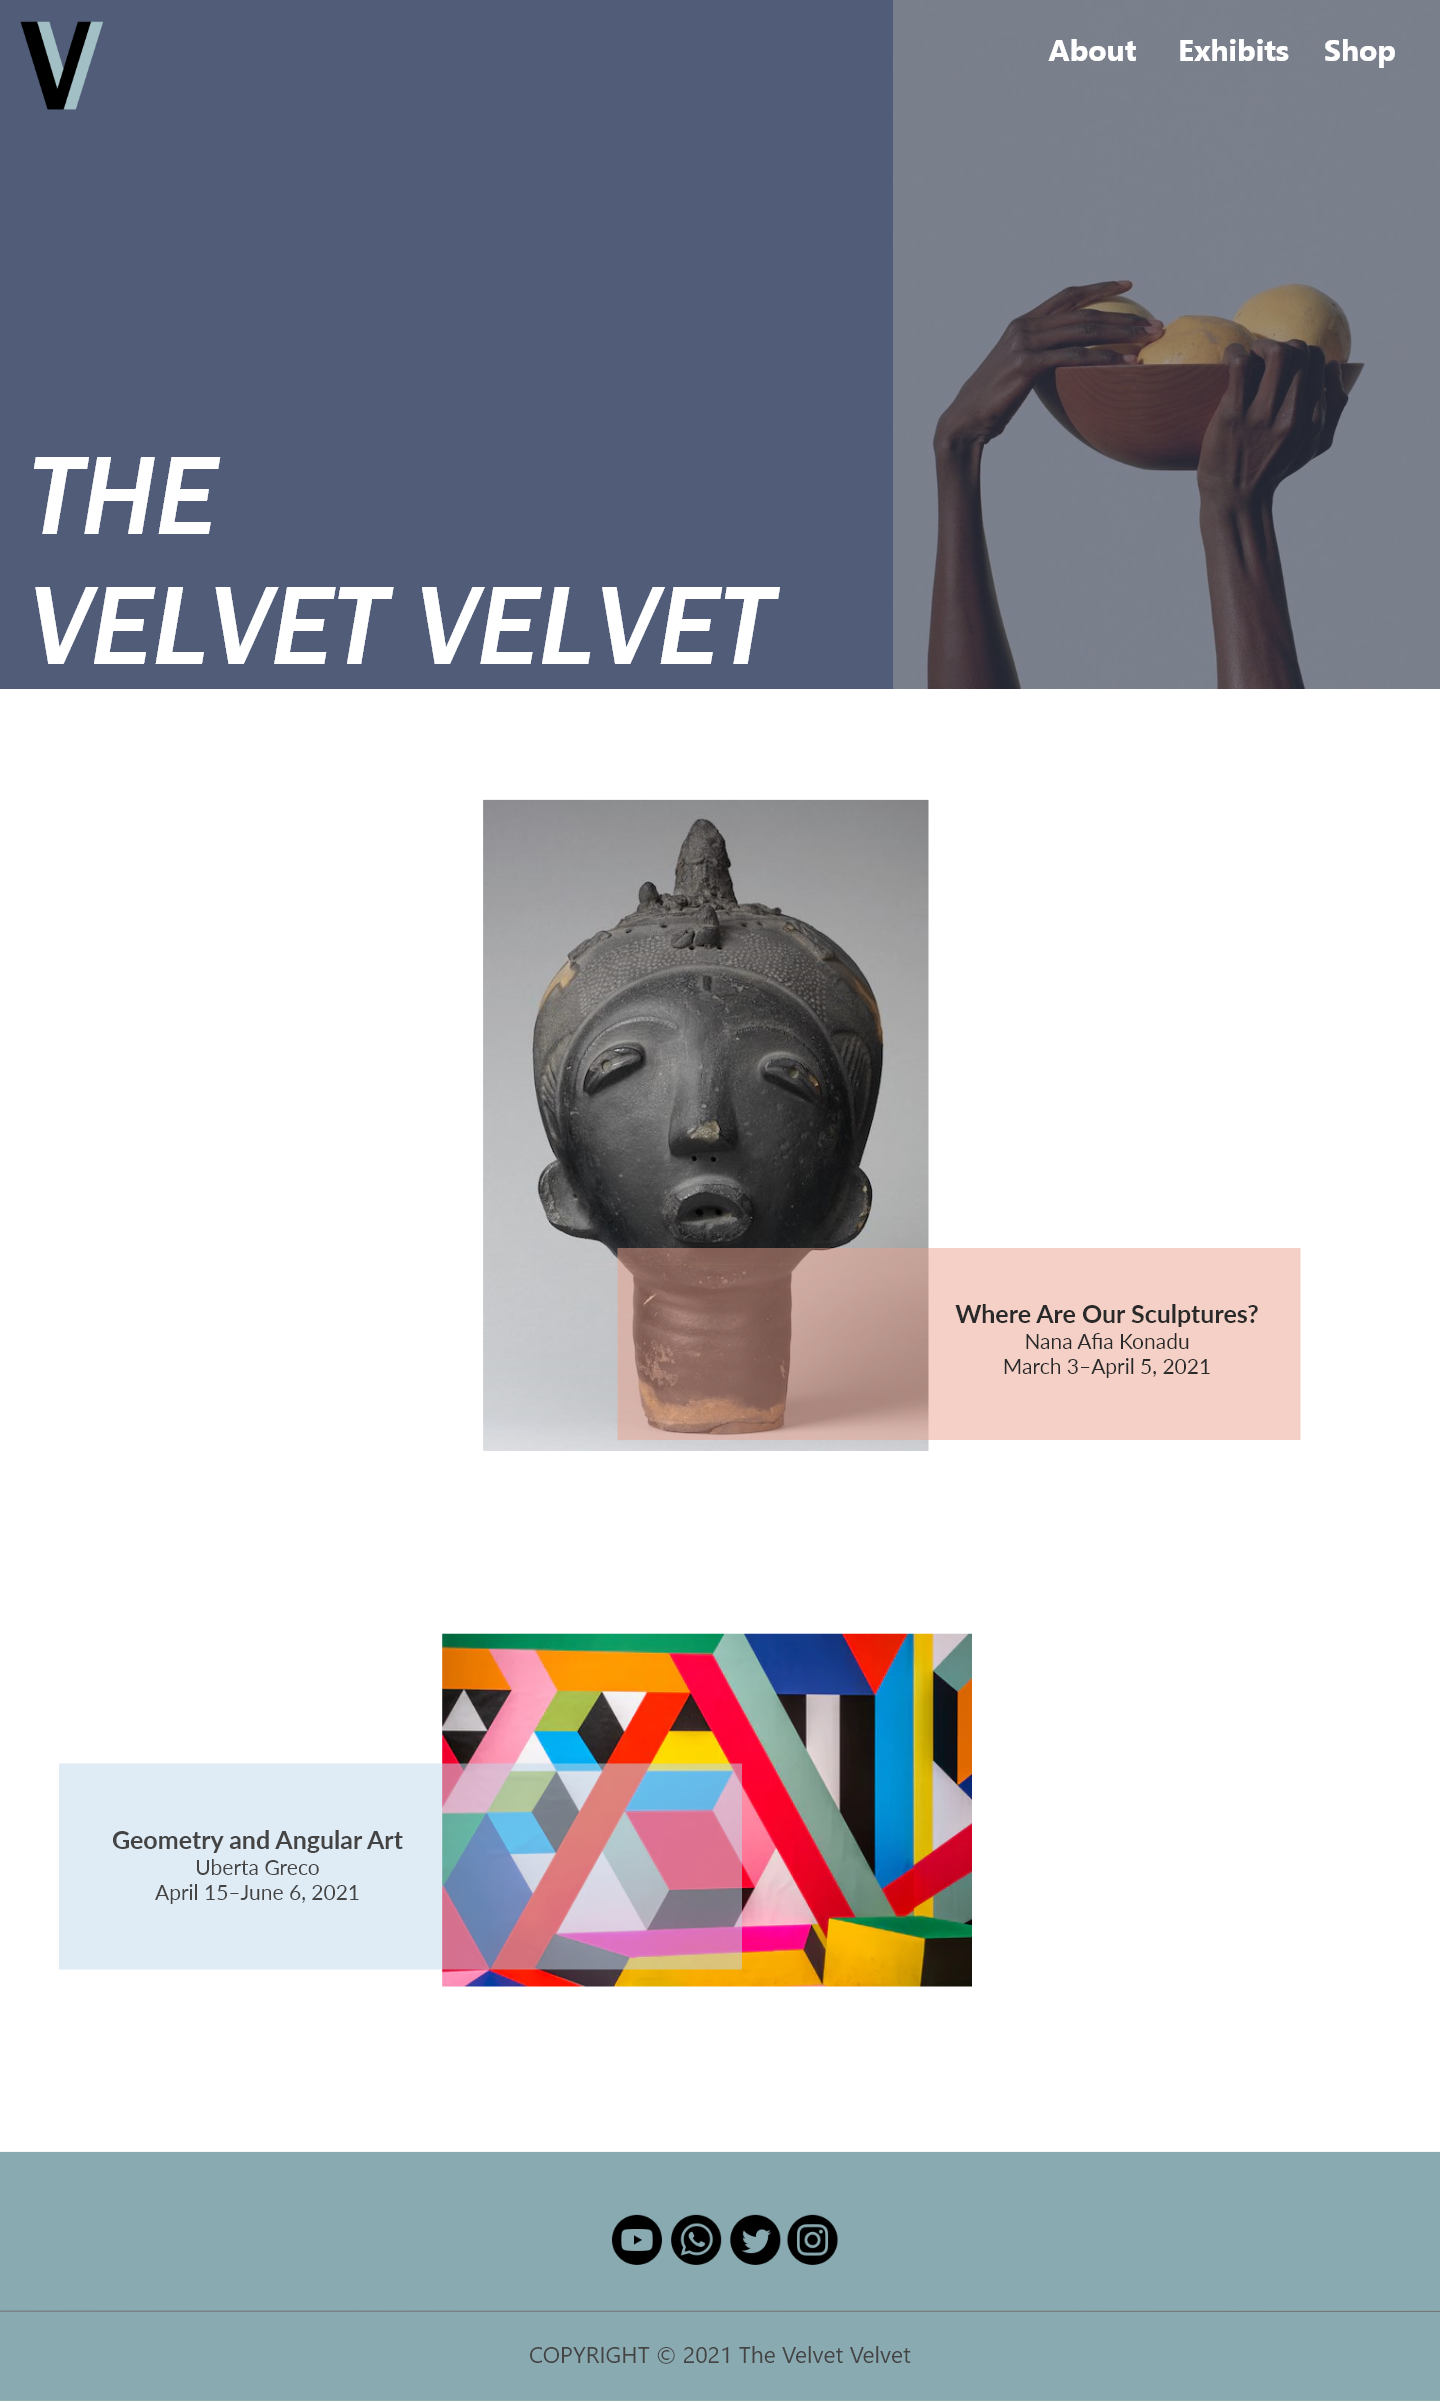 V
About Exhibits Shop
THE
VELVET VELVET
Where Are Our Sculptures?
Nana Afia Konadu
March 3–April 5, 2021
Geometry and Angular Art
Uberta Greco
April 15–June 6, 2021
COPYRIGHT © 2021 The Velvet Velvet